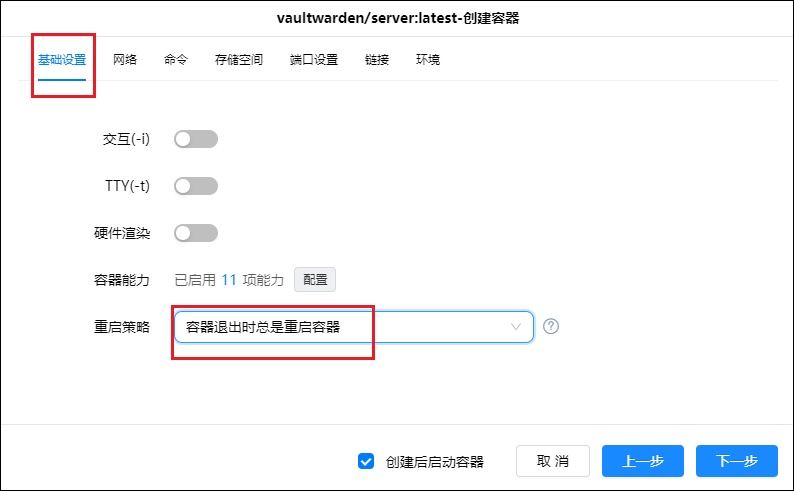 vaultwarden/server:latest-创建容器
基础设置 网络 命令 存储空间 端口设置 链接 环境
交互(-i)
TTY(-t)
硬件渲染
容器能力 已启用 11 项能力 配置
重启策略 容器退出时总是重启容器 ?
创建后启动容器 取 消 上一步 下一步